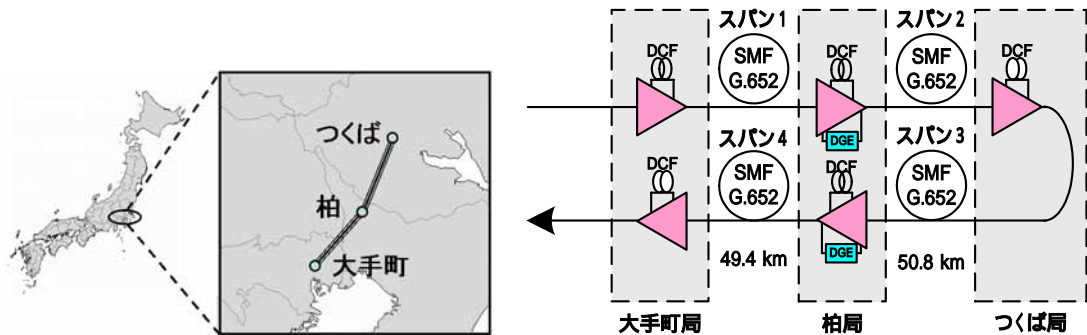 つくば
柏
大手町
スパン1
スパン2
DCF
SMF
G.652
DCF
SMF
G.652
DCF
DGE
スパン4
スパン3
DCF
SMF
G.652
DCF
SMF
G.652
DGE
49.4 km
50.8 km
大手町局
柏局
つくば局